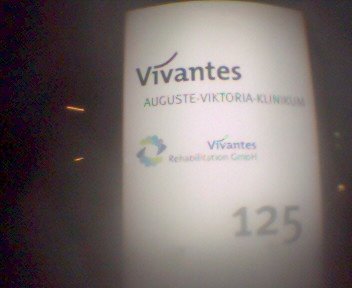 Vivantes
AUGUSTE-VIKTORIA-KLINIKUM
Vivantes
Rehabilitation GmbH
125